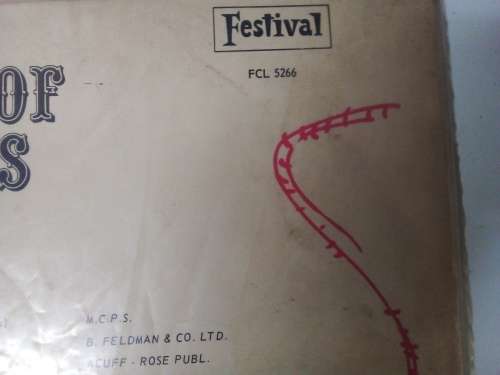 Festival
FCL 5266
OF
S
M.C.P.S.
B. FELDMAN & CO. LTD.
ACUFF - ROSE PUBL.